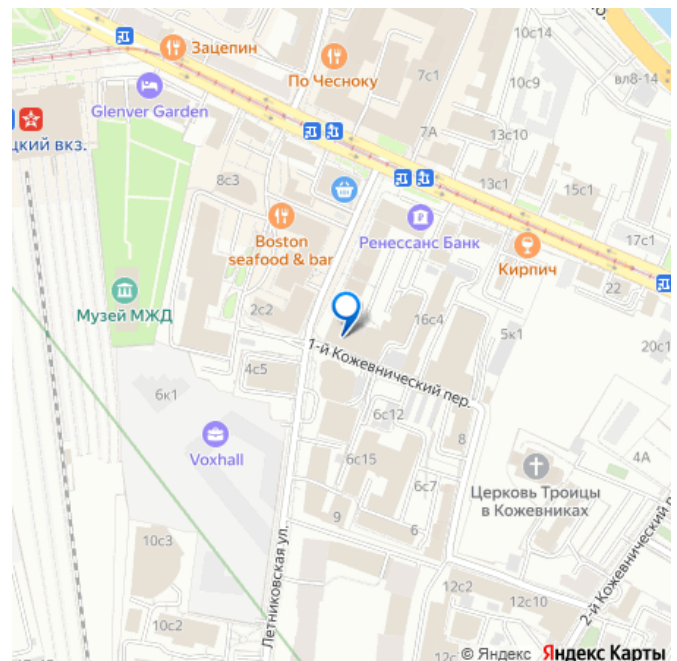 10с14
Зацепин
По Чесноку
7с1
10с9
вл8-14
Glenver Garden
цкий вкз.
7А
13с10
8с3
13с1
15с1
Boston
seafood & bar
Ренессанс Банк
17с1
Кирпич
Музей МЖД
22
2с2
16с4
5к1
20с1
1-й Кожевнический пер.
4с5
6к1
6с12
8
Voxhall
6с15
4А
6с7
Церковь Троицы
в Кожевниках
9
6
10с3
Летниковская ул.
2-й Кожевнический
12с2
12с10
10с2
12с
© Яндекс Яндекс Карты